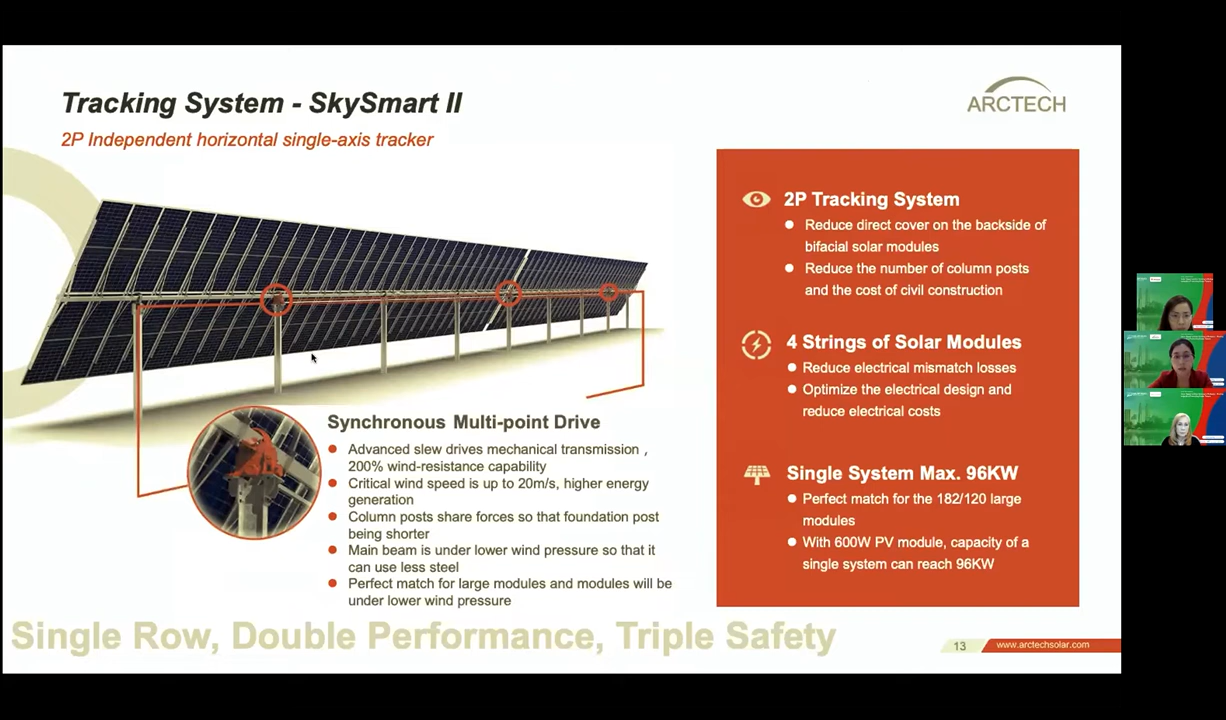 Tracking System - SkySmart II
2P Independent horizontal single-axis tracker
ARCTECH
2P Tracking System
Reduce direct cover on the backside of
bifacial solar modules
Reduce the number of column posts
and the cost of civil construction
4 Strings of Solar Modules
Reduce electrical mismatch losses
Optimize the electrical design and
reduce electrical costs
Single System Max. 96KW
Perfect match for the 182/120 large
modules
With 600W PV module, capacity of a
single system can reach 96KW
Synchronous Multi-point Drive
Advanced slew drives mechanical transmission ,
200% wind-resistance capability
Critical wind speed is up to 20m/s, higher energy
generation
Column posts share forces so that foundation post
being shorter
Main beam is under lower wind pressure so that it
can use less steel
Perfect match for large modules and modules will be
under lower wind pressure
Single Row, Double Performance, Triple Safety
13
www.arctechsolar.com